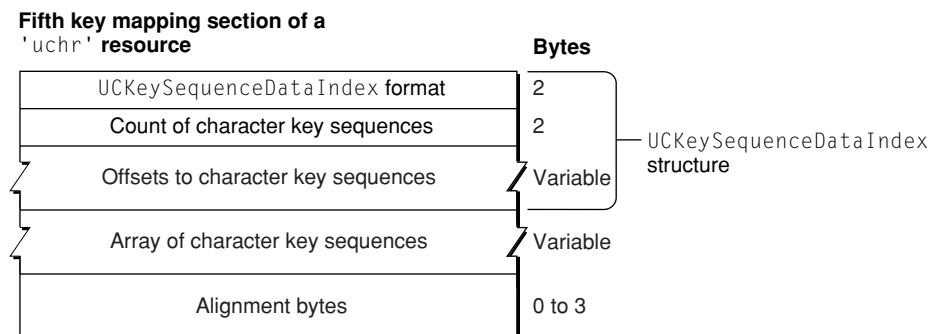 Fifth key mapping section of a
'uchr' resource
Bytes
UCKeySequenceDataIndex format
2
Count of character key sequences
2
UCKeySequenceDataIndex
structure
Offsets to character key sequences
Variable
Array of character key sequences
Variable
Alignment bytes
0 to 3